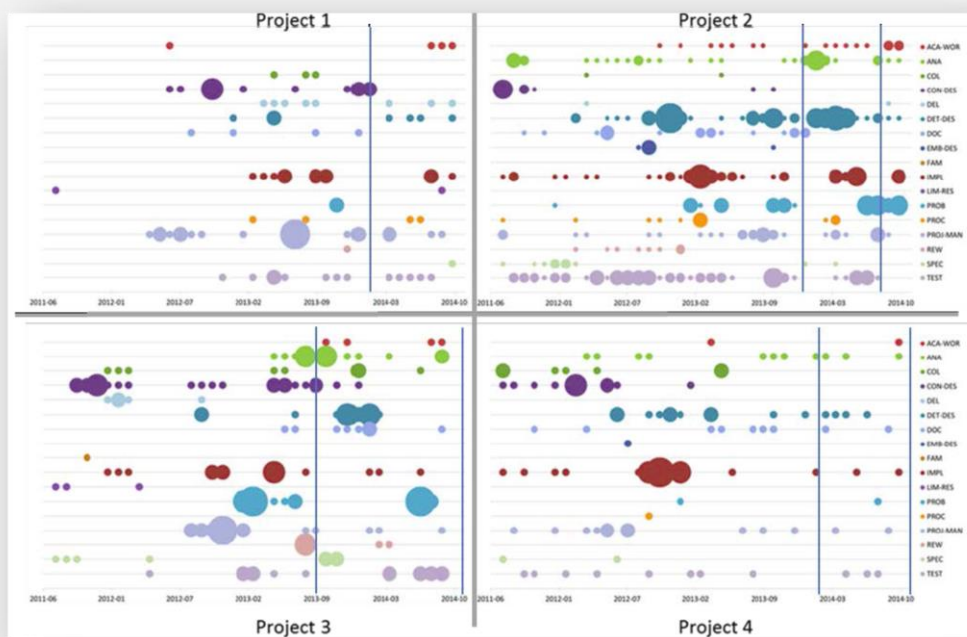 Project 1
Project 2
ACA-WOR
ANA
COL
CON-DES
DEL
DET-DES
DOC
EMB-DES
FAM
IMPL
LIM-RES
PROB
PROC
PROJ-MAN
REW
SPEC
TEST
2011-06 2012-01 2012-07 2013-02 2013-09 2014-03 2014-10
2011-06 2012-01 2012-07 2013-02 2013-09 2014-03 2014-10
ACA-WOR
ANA
COL
CON-DES
DEL
DET-DES
DOC
EMB-DES
FAM
IMPL
LIM-RES
PROB
PROC
PROJ-MAN
REW
SPEC
TEST
2011-06 2012-01 2012-07 2013-02 2013-09 2014-03 2014-10
2011-06 2012-01 2012-07 2013-02 2013-09 2014-03 2014-10
Project 3
Project 4